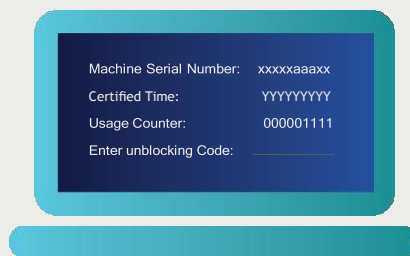 Machine Serial Number: xxxxxaaaxx
Certified Time: YYYYYYYYY
Usage Counter: 000001111
Enter unblocking Code: